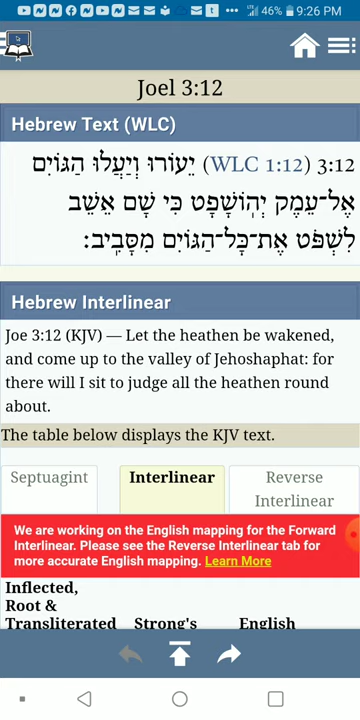 46% 9:26 PM
Joel 3:12
Hebrew Text (WLC)
3:12 (WLC 1:12) יֵעוֹרוּ וְיַעֲלוּ הַגּוֹיִם
אֶל־עֵמֶק יְהֽוֹשָׁפָט כִּי שָׁם אֵשֵׁב
לִשְׁפֹּט אֶת־כָּל־הַגּוֹיִם מִסָּבִֽיב׃
Hebrew Interlinear
Joe 3:12 (KJV) — Let the heathen be wakened,
and come up to the valley of Jehoshaphat: for
there will I sit to judge all the heathen round
about.
The table below displays the KJV text.
Septuagint Interlinear Reverse
Interlinear
We are working on the English mapping for the Forward
Interlinear. Please see the Reverse Interlinear tab for
more accurate English mapping. Learn More
Inflected,
Root &
Transliterated Strong's English